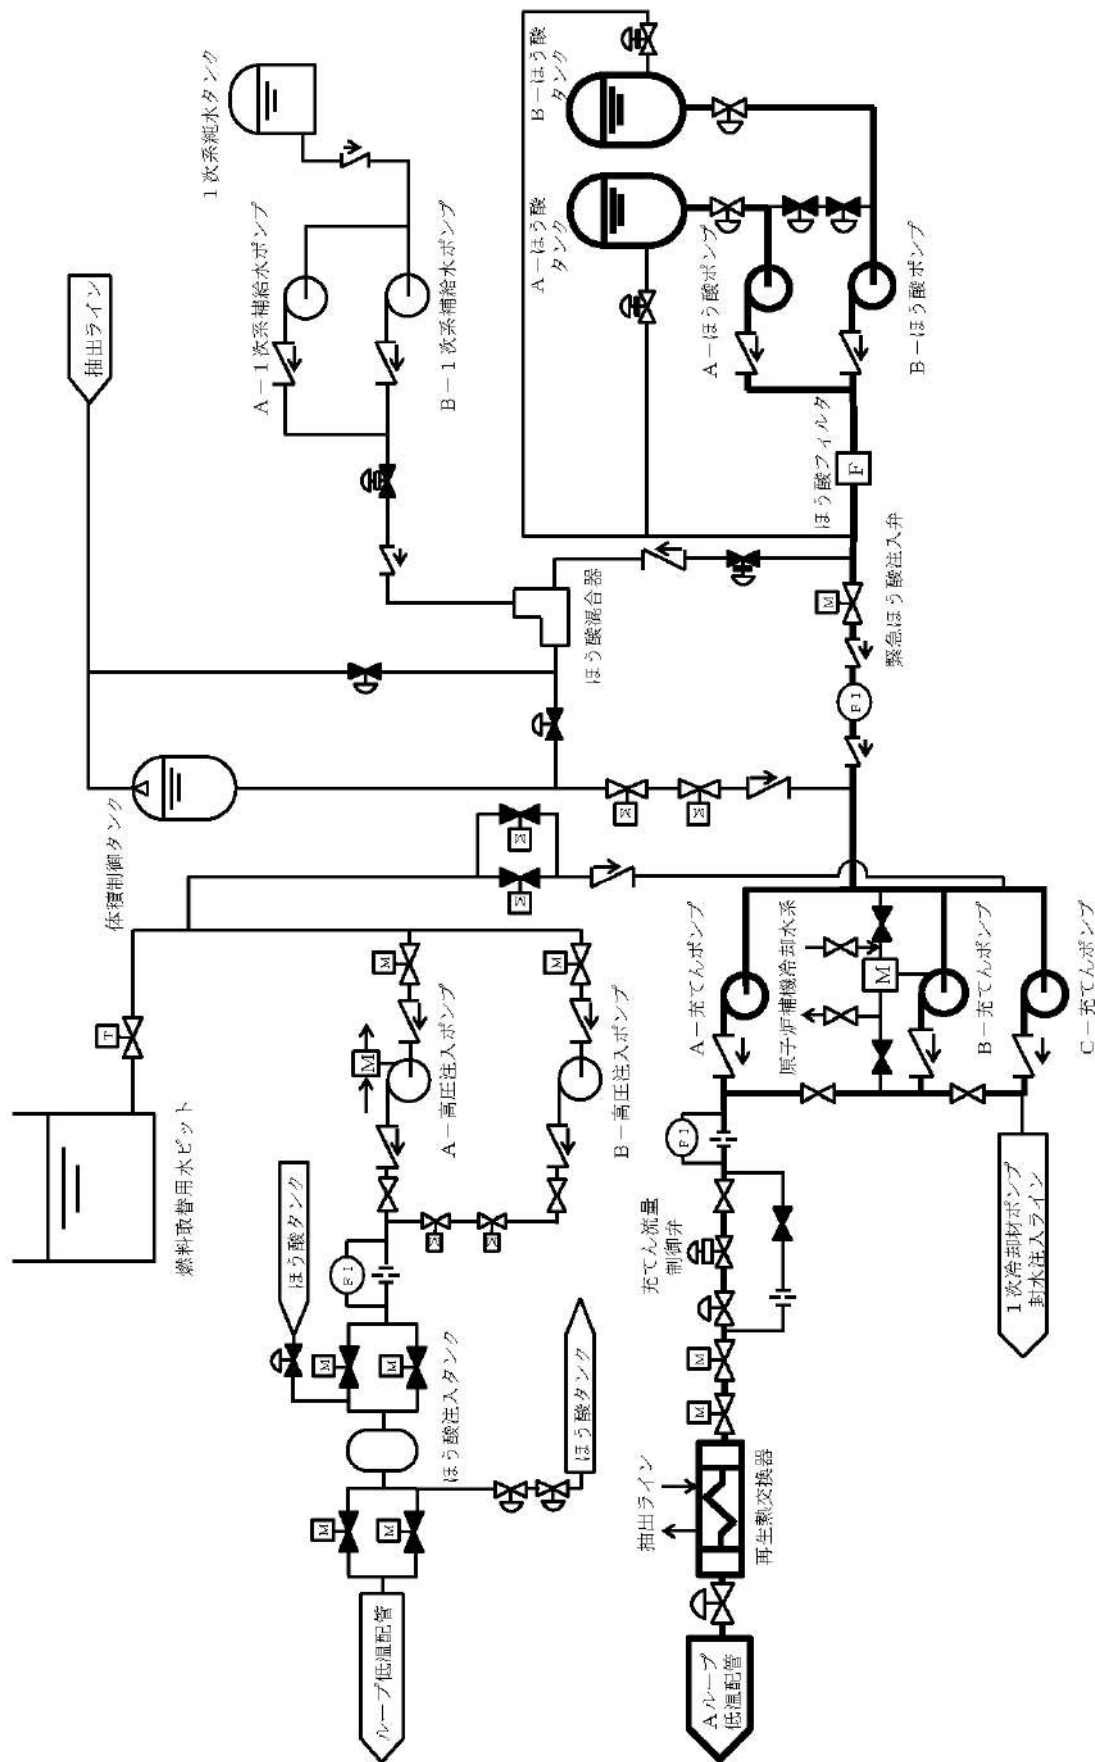 燃料取替用水ピット
T
体積制御タンク
抽出ライン
1次系純水タンク
A－1次系補給水ポンプ
B－1次系補給水ポンプ
ほう酸タンク
M
M
M
M
FI
M
M
A－高圧注入ポンプ
M
M
M
B－高圧注入ポンプ
M
M
M
M
M
ほう酸混合器
B－ほう酸
タンク
A－ほう酸
タンク
ループ低温配管
ほう酸注入タンク
ほう酸タンク
抽出ライン
再生熱交換器
M
M
充てん流量
制御弁
FI
A－充てんポンプ
原子炉補機冷却水系
M
B－充てんポンプ
C－充てんポンプ
FI
M
緊急ほう酸注入弁
ほう酸フィルタ
F
A－ほう酸ポンプ
B－ほう酸ポンプ
Aループ
低温配管
1次冷却材ポンプ
封水注入ライン